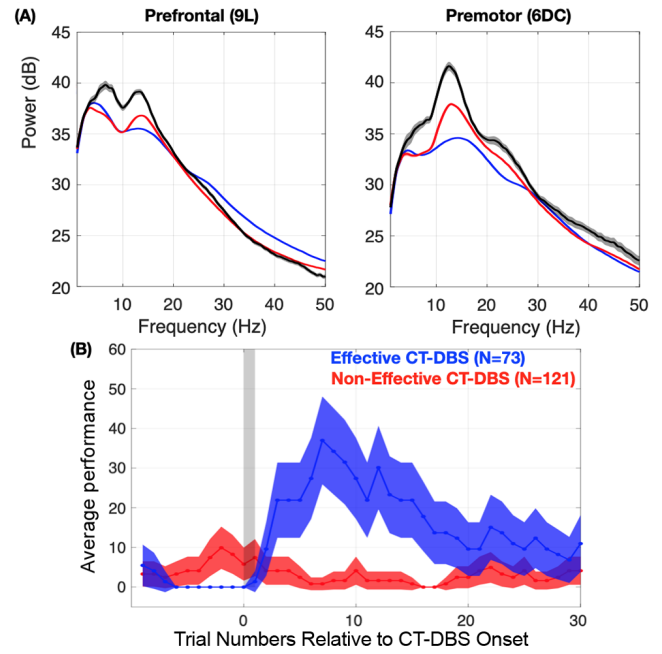 (A) Prefrontal (9L) Premotor (6DC)
45 45
40 40
35 35
30 30
25 25
20 20
Power (dB)
10 20 30 40 50 10 20 30 40 50
Frequency (Hz) Frequency (Hz)
(B)
60
50
40
30
20
10
0
Average performance
Effective CT-DBS (N=73)
Non-Effective CT-DBS (N=121)
0 10 20 30
Trial Numbers Relative to CT-DBS Onset